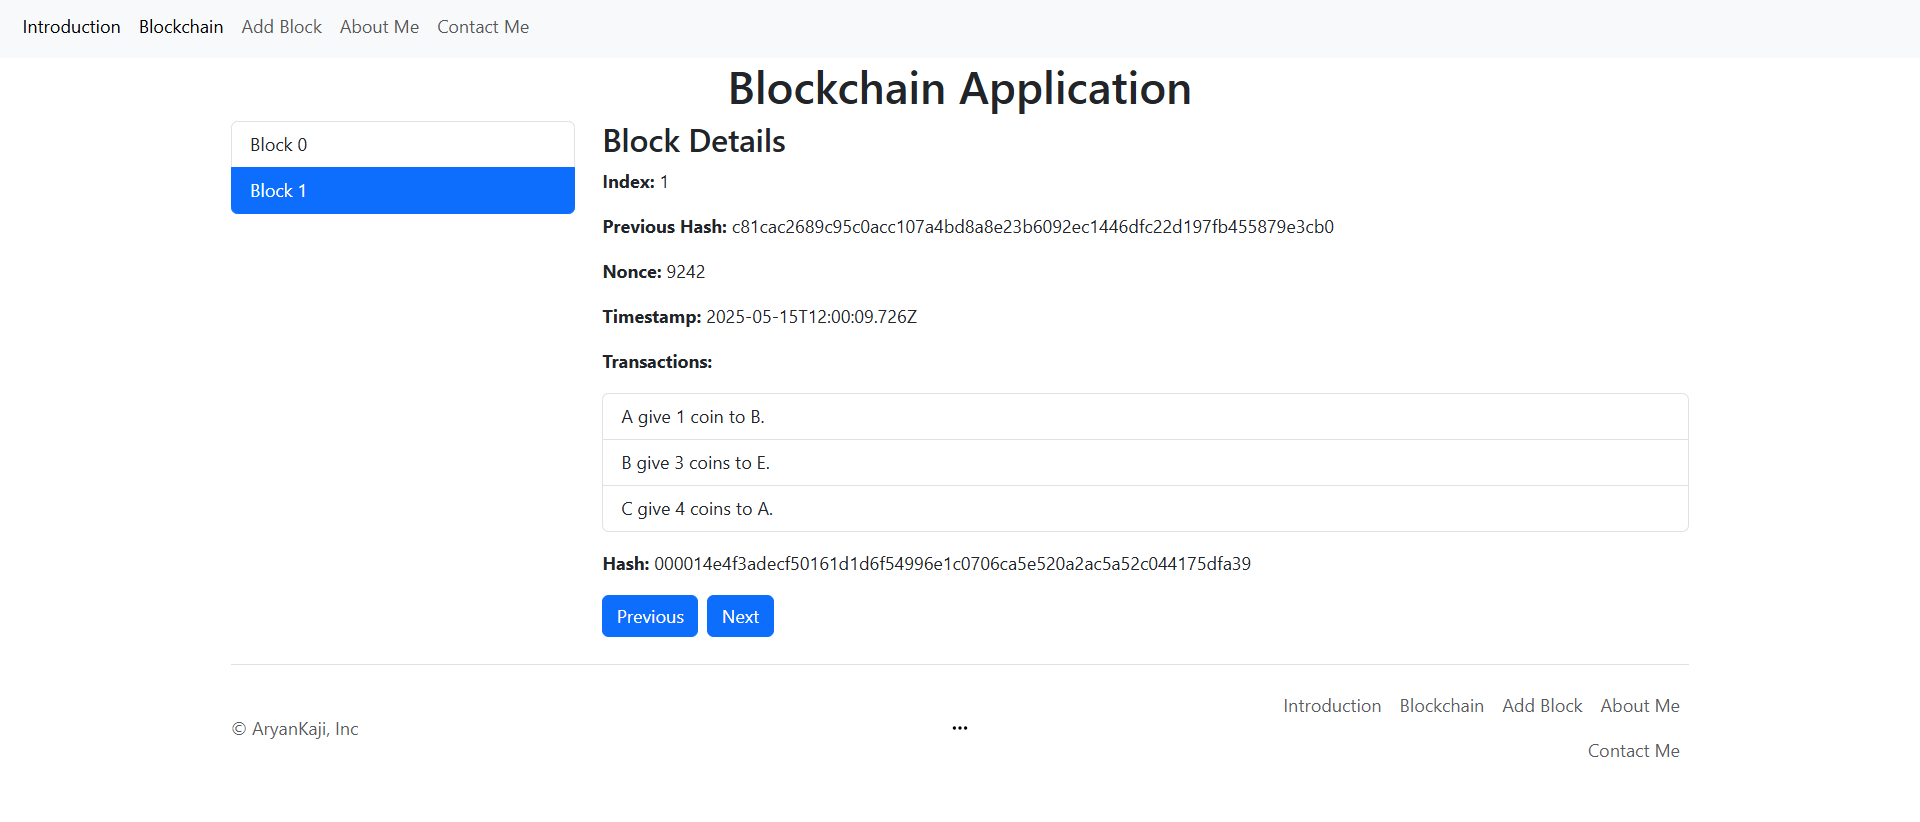 Introduction Blockchain Add Block About Me Contact Me
Blockchain Application
Block 0
Block 1
Block Details
Index: 1
Previous Hash: c81cac2689c95c0acc107a4bd8a8e23b6092ec1446dfc22d197fb455879e3cb0
Nonce: 9242
Timestamp: 2025-05-15T12:00:09.726Z
Transactions:
A give 1 coin to B.
B give 3 coins to E.
C give 4 coins to A.
Hash: 000014e4f3adecf50161d1d6f54996e1c0706ca5e520a2ac5a52c044175dfa39
Previous Next
Introduction Blockchain Add Block About Me
© AryanKaji, Inc
...
Contact Me